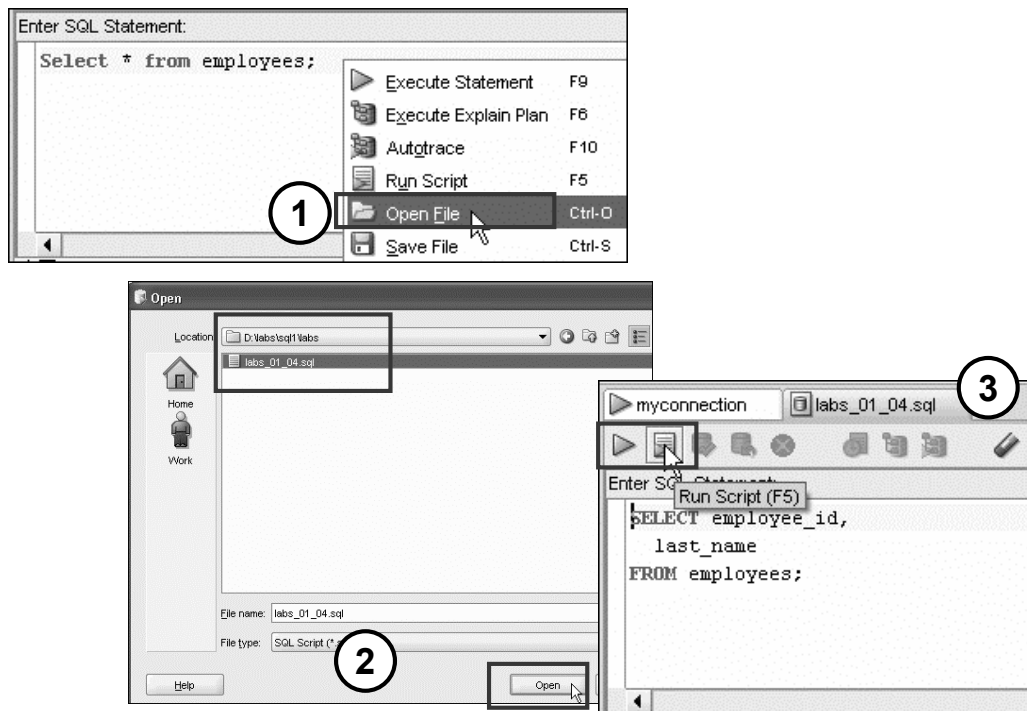 Enter SQL Statement:
Select * from employees;
Execute Statement F9
Execute Explain Plan F6
Autotrace F10
Run Script F5
1
Open File Ctrl-O
Save File Ctrl-S
Open
Location
D:\labs\sql1\labs
labs_01_04.sql
Home
Work
File name: labs_01_04.sql
File type: SQL Script (*.
2
Help
Open
3
myconnection
labs_01_04.sql
Enter SQL Statement:
Run Script (F5)
SELECT employee_id,
last_name
FROM employees;